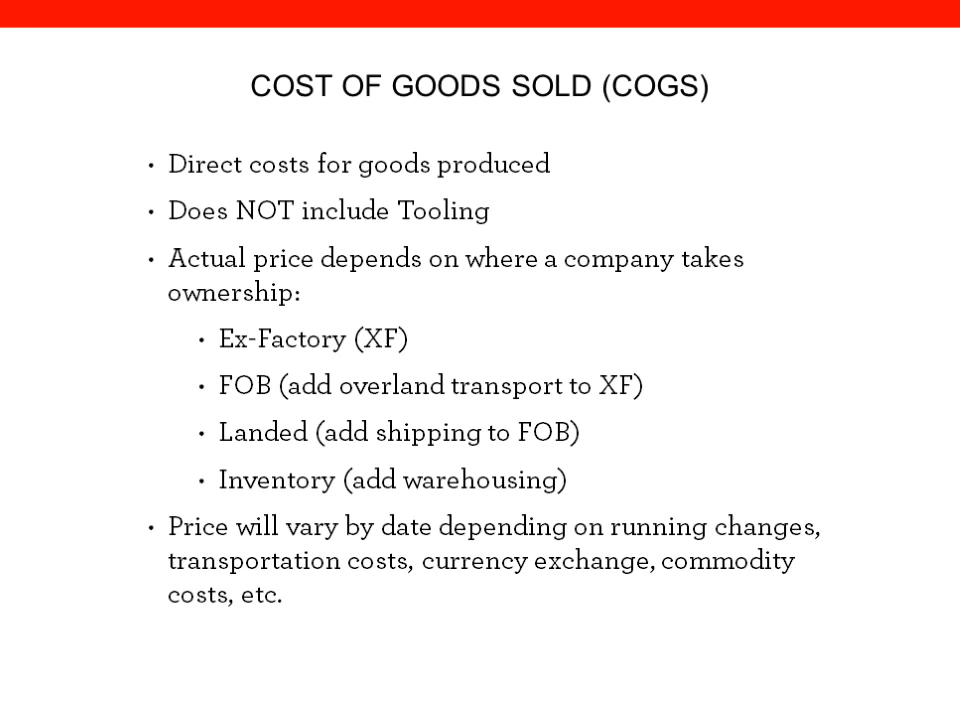 COST OF GOODS SOLD (COGS)
• Direct costs for goods produced
• Does NOT include Tooling
• Actual price depends on where a company takes
ownership:
• Ex-Factory (XF)
• FOB (add overland transport to XF)
• Landed (add shipping to FOB)
• Inventory (add warehousing)
• Price will vary by date depending on running changes,
transportation costs, currency exchange, commodity
costs, etc.